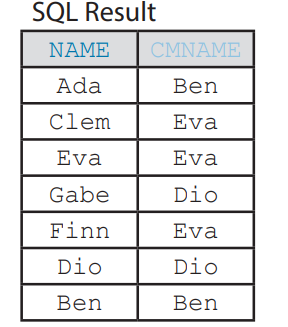 SQL Result
NAME CMNAME
Ada Ben
Clem Eva
Eva Eva
Gabe Dio
Finn Eva
Dio Dio
Ben Ben